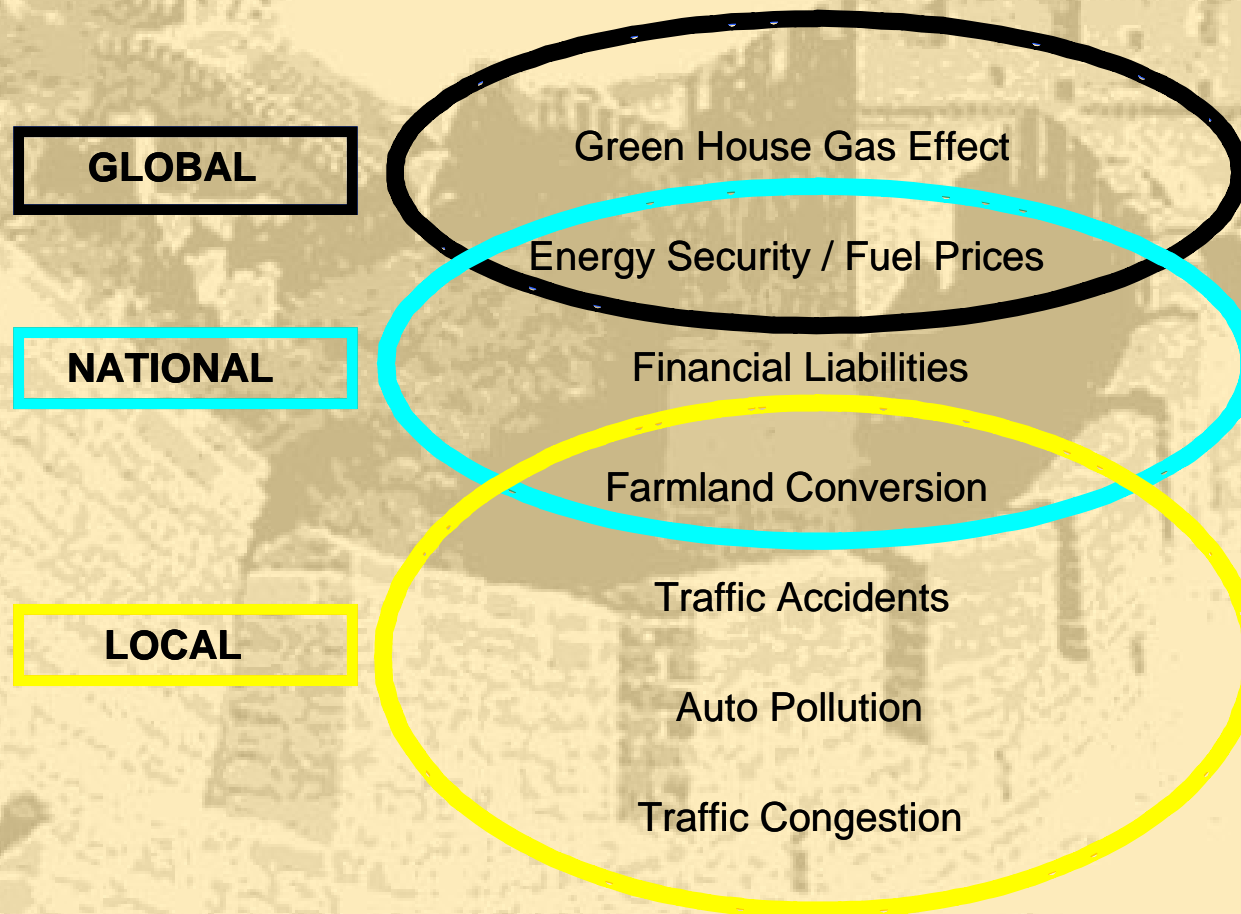 GLOBAL
Green House Gas Effect
Energy Security / Fuel Prices
NATIONAL
Financial Liabilities
Farmland Conversion
Traffic Accidents
LOCAL
Auto Pollution
Traffic Congestion